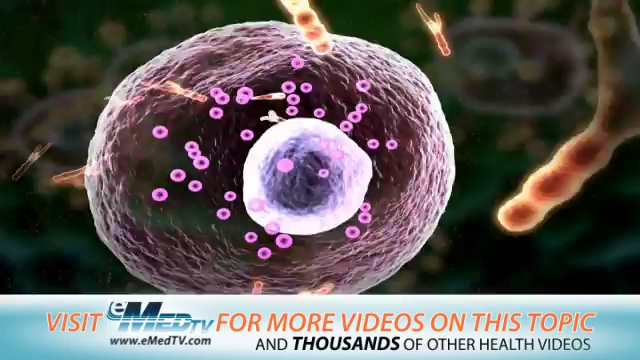 VISIT eMEDTV FOR MORE VIDEOS ON THIS TOPIC
www.eMedTV.com AND THOUSANDS OF OTHER HEALTH VIDEOS